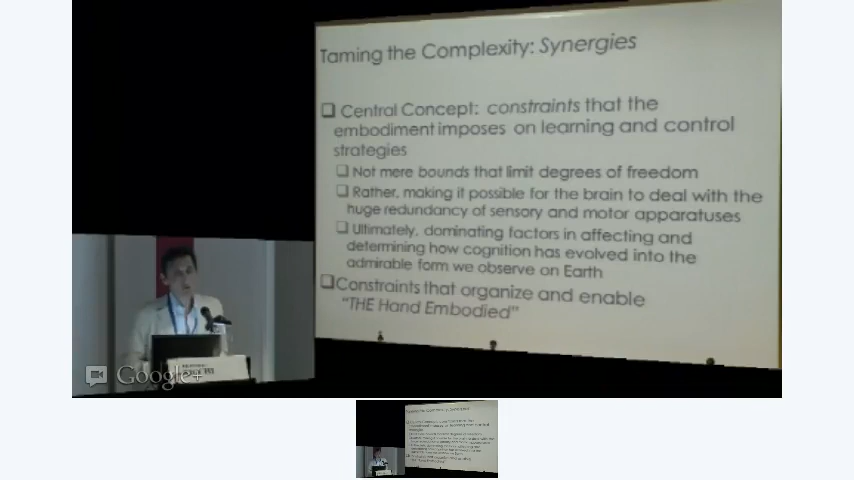 Taming the Complexity: Synergies
Central Concept: constraints that the
embodiment imposes on learning and control
strategies
Not mere bounds that limit degrees of freedom
Rather, making it possible for the brain to deal with the
huge redundancy of sensory and motor apparatuses
Ultimately, dominating factors in affecting and
determining how cognition has evolved into the
admirable form we observe on Earth
Constraints that organize and enable
"THE Hand Embodied"
Google+